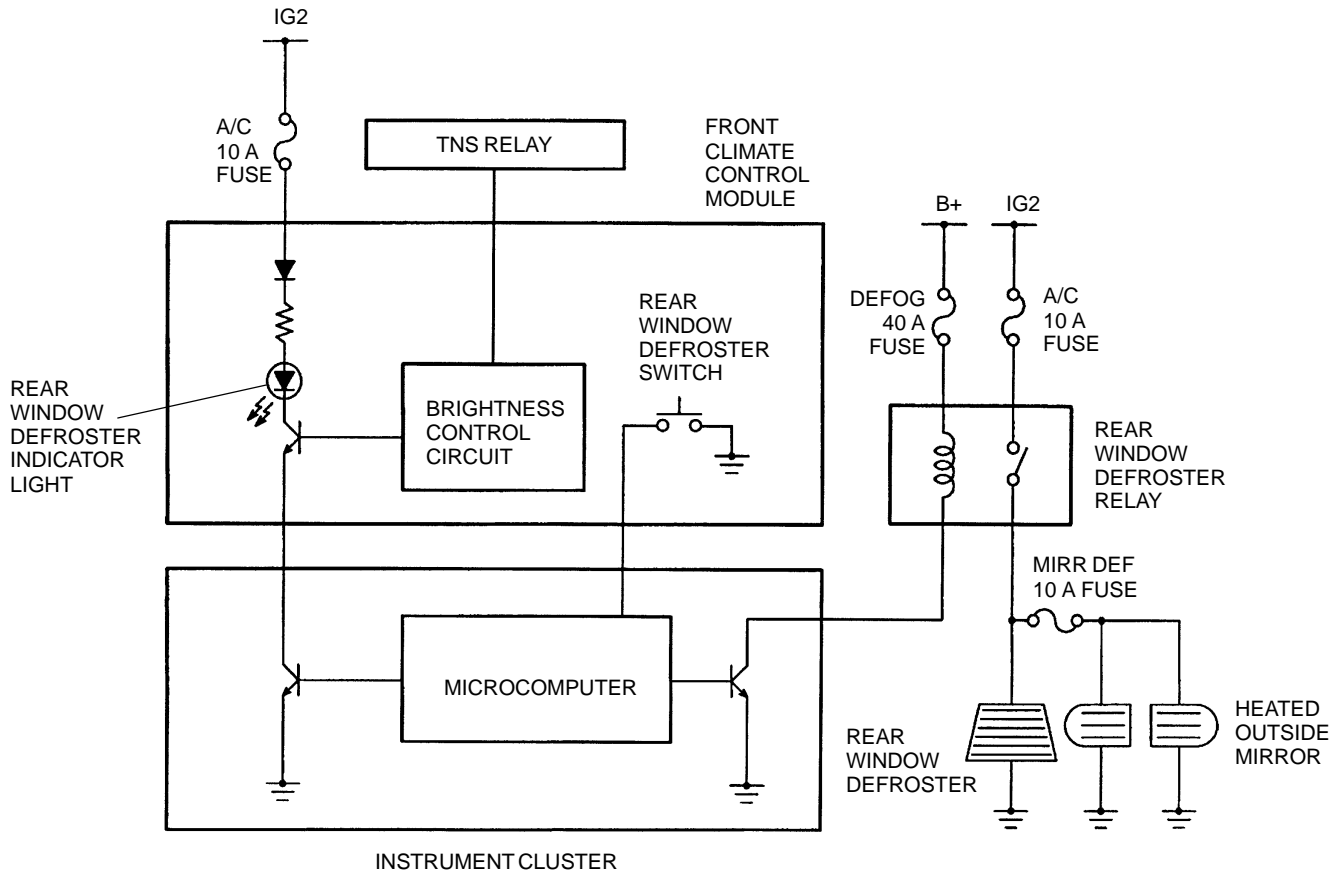 IG2
A/C
10 A
FUSE
TNS RELAY
FRONT
CLIMATE
CONTROL
MODULE
B+
IG2
DEFOG
40 A
FUSE
A/C
10 A
FUSE
REAR
WINDOW
DEFROSTER
SWITCH
REAR
WINDOW
DEFROSTER
INDICATOR
LIGHT
BRIGHTNESS
CONTROL
CIRCUIT
REAR
WINDOW
DEFROSTER
RELAY
MIRR DEF
10 A FUSE
MICROCOMPUTER
REAR
WINDOW
DEFROSTER
HEATED
OUTSIDE
MIRROR
INSTRUMENT CLUSTER